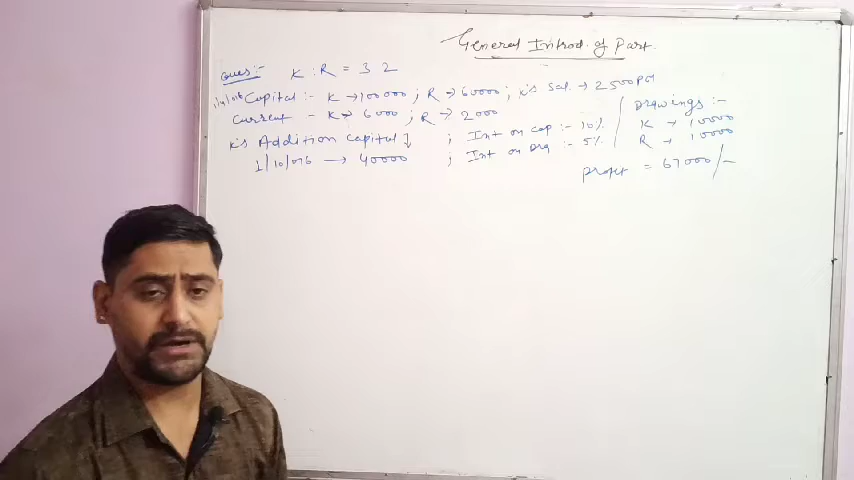 General Introd. of Part.
Ques:- K : R = 3 2
1/4/016 Capital :- K → 100000 ; R → 60000 ; K's Sal. → 2500 pm
Current - K → 6000 ; R → 2000
K's Addition Capital ↓ ; Int on cap :- 10%
1/10/016 → 40000 ; Int on Drg :- 5%
Drawings :-
K → 10000
R → 10000
Profit = 67000/-